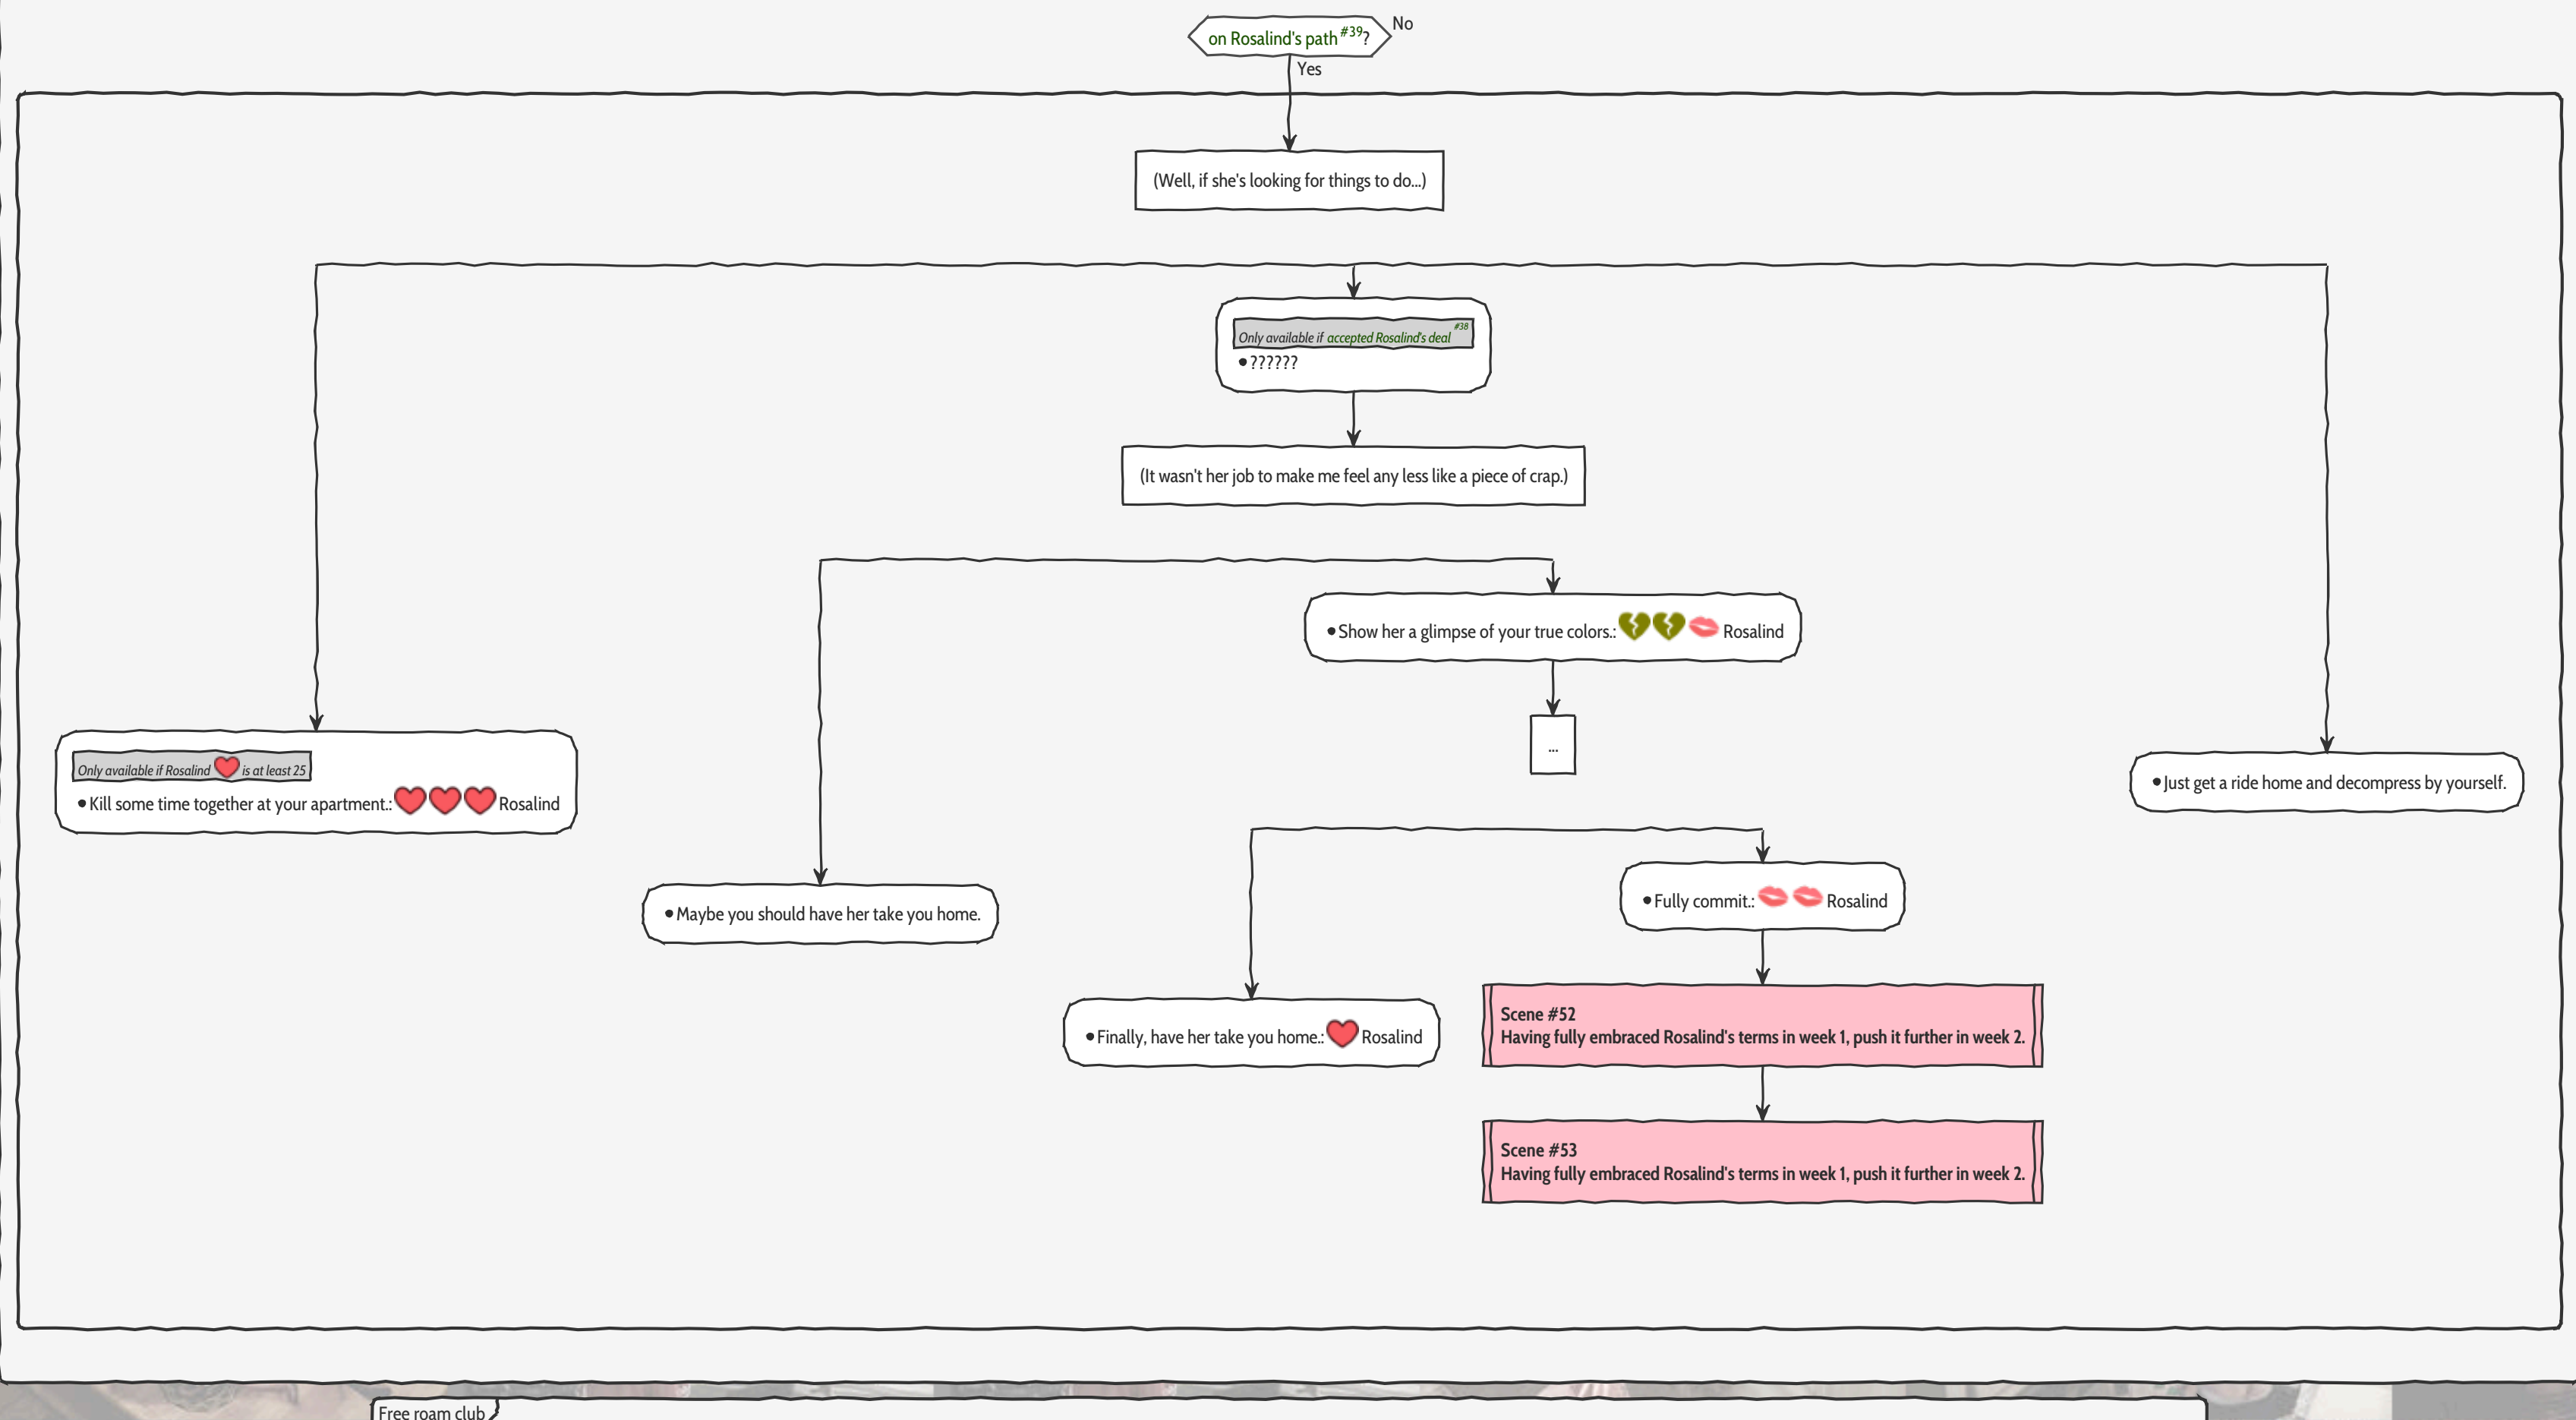 No
on Rosalind's path #39?
Yes
(Well, if she's looking for things to do...)
Only available if accepted Rosalind's deal #38
??????
(It wasn't her job to make me feel any less like a piece of crap.)
Show her a glimpse of your true colors.: Rosalind
...
Only available if Rosalind is at least 25
Kill some time together at your apartment.: Rosalind
Just get a ride home and decompress by yourself.
Maybe you should have her take you home.
Fully commit.: Rosalind
Finally, have her take you home.: Rosalind
Scene #52
Having fully embraced Rosalind's terms in week 1, push it further in week 2.
Scene #53
Having fully embraced Rosalind's terms in week 1, push it further in week 2.
Free roam club